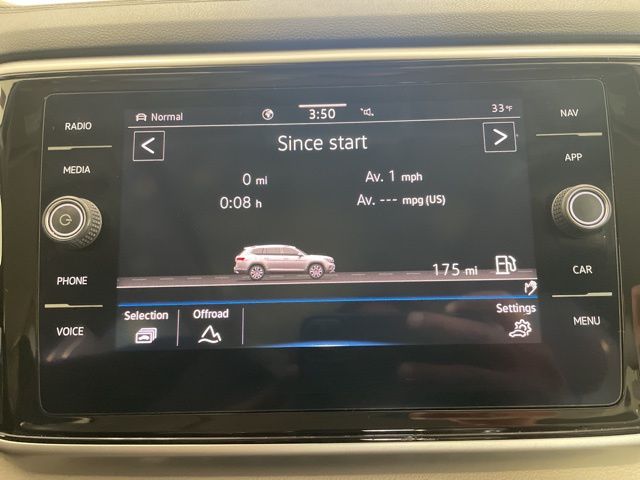 RADIO
MEDIA
PHONE
VOICE
Normal
3:50
33°F
Since start
0 mi
Av. 1 mph
0:08 h
Av. --- mpg (US)
175 mi
Selection
Offroad
Settings
NAV
APP
CAR
MENU